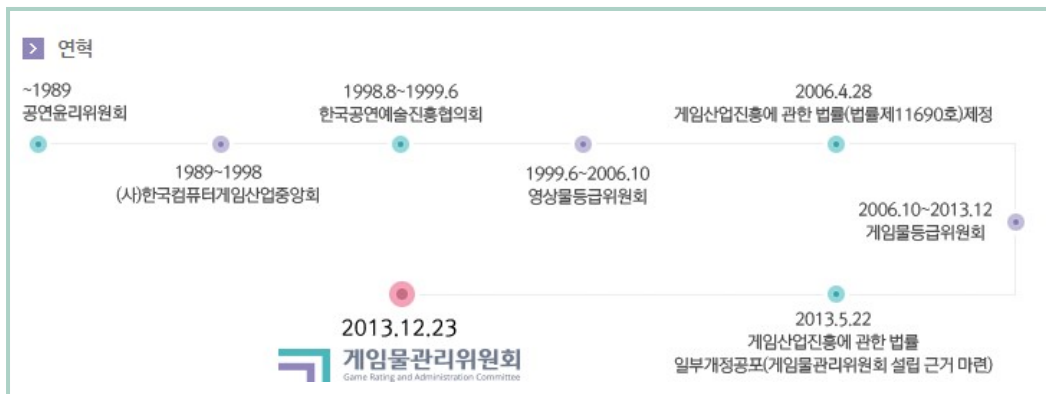 연혁
~1989
공연윤리위원회
1989~1998
(사)한국컴퓨터게임산업중앙회
1998.8~1999.6
한국공연예술진흥협의회
1999.6~2006.10
영상물등급위원회
2006.4.28
게임산업진흥에 관한 법률(법률제11690호)제정
2006.10~2013.12
게임물등급위원회
2013.5.22
게임산업진흥에 관한 법률
일부개정공포(게임물관리위원회 설립 근거 마련)
2013.12.23
게임물관리위원회
Game Rating and Administration Committee